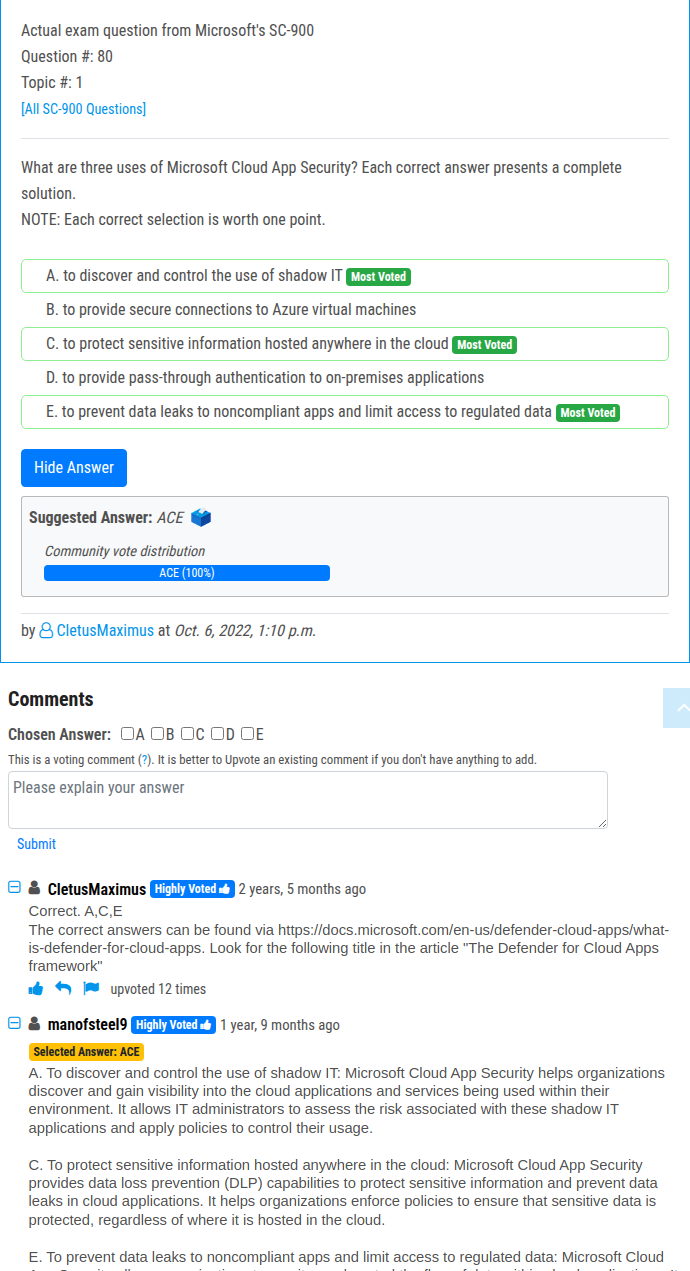 Actual exam question from Microsoft's SC-900
Question #: 80
Topic #: 1
[All SC-900 Questions]
What are three uses of Microsoft Cloud App Security? Each correct answer presents a complete
solution.
NOTE: Each correct selection is worth one point.
A. to discover and control the use of shadow IT Most Voted
B. to provide secure connections to Azure virtual machines
C. to protect sensitive information hosted anywhere in the cloud Most Voted
D. to provide pass-through authentication to on-premises applications
E. to prevent data leaks to noncompliant apps and limit access to regulated data Most Voted
Hide Answer
Suggested Answer: ACE
Community vote distribution
ACE (100%)
by CletusMaximus at Oct. 6, 2022, 1:10 p.m.
Comments
Chosen Answer: A B C D E
This is a voting comment (?). It is better to Upvote an existing comment if you don't have anything to add.
Please explain your answer
Submit
CletusMaximus Highly Voted 2 years, 5 months ago
Correct. A,C,E
The correct answers can be found via https://docs.microsoft.com/en-us/defender-cloud-apps/what-
is-defender-for-cloud-apps. Look for the following title in the article "The Defender for Cloud Apps
framework"
upvoted 12 times
manofsteel9 Highly Voted 1 year, 9 months ago
Selected Answer: ACE
A. To discover and control the use of shadow IT: Microsoft Cloud App Security helps organizations
discover and gain visibility into the cloud applications and services being used within their
environment. It allows IT administrators to assess the risk associated with these shadow IT
applications and apply policies to control their usage.
C. To protect sensitive information hosted anywhere in the cloud: Microsoft Cloud App Security
provides data loss prevention (DLP) capabilities to protect sensitive information and prevent data
leaks in cloud applications. It helps organizations enforce policies to ensure that sensitive data is
protected, regardless of where it is hosted in the cloud.
E. To prevent data leaks to noncompliant apps and limit access to regulated data: Microsoft Cloud